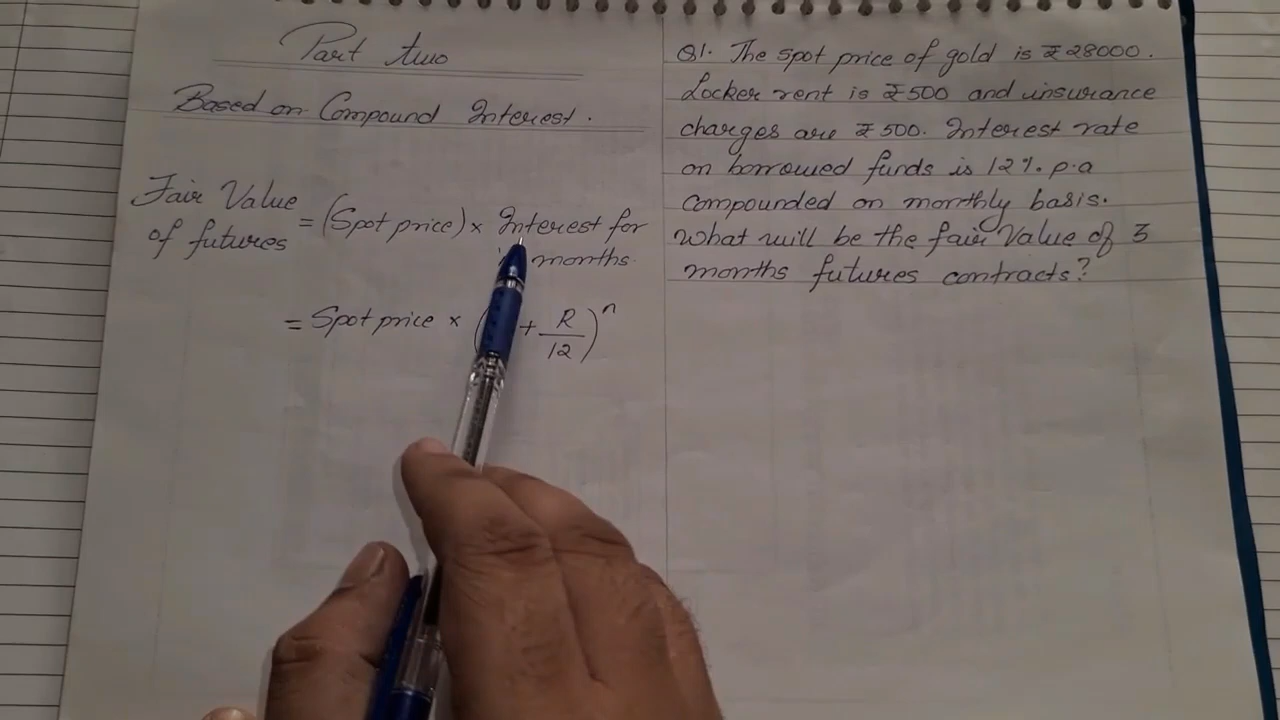 Part two
Based on Compound Interest.
Fair Value of futures = (Spot price) × Interest for
months.
= Spot price × ( + R/12)^n
Q1. The spot price of gold is ₹28000.
Locker rent is ₹500 and insurance
charges are ₹500. Interest rate
on borrowed funds is 12%. p.a
compounded on monthly basis.
What will be the fair Value of 3
months futures contracts?